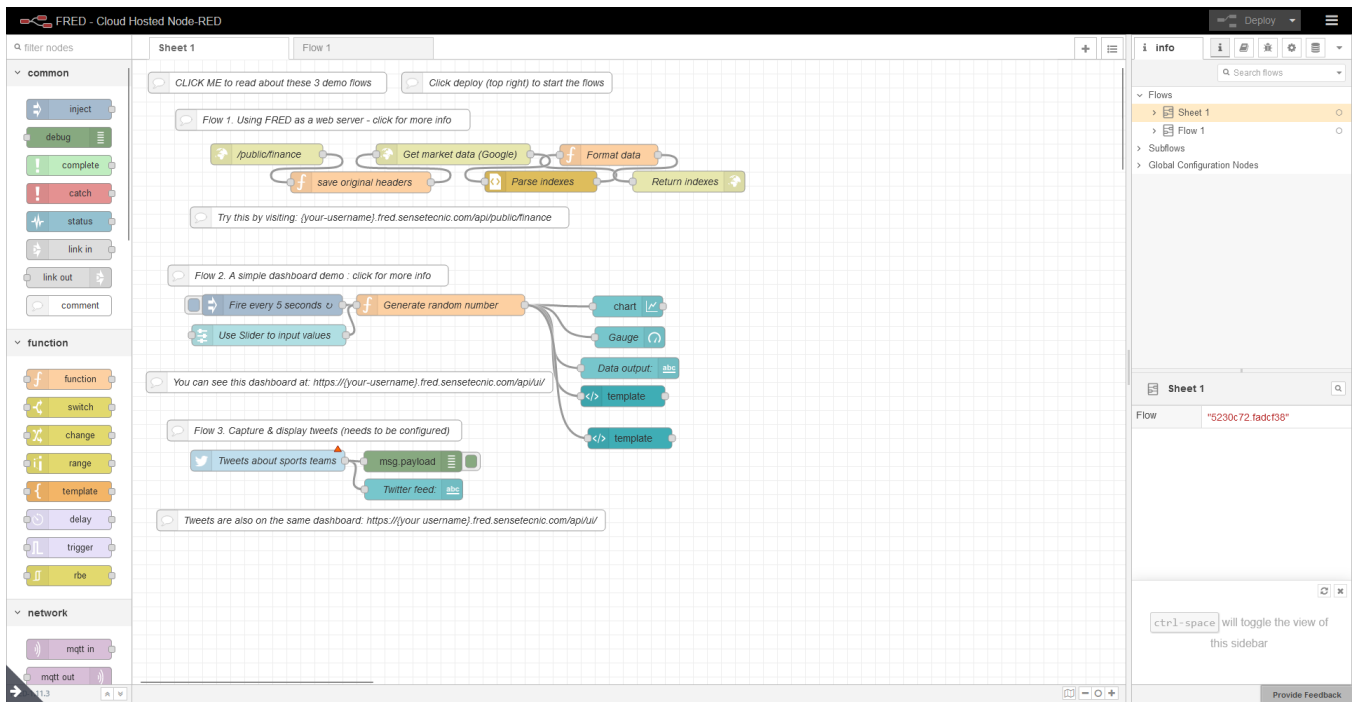 FRED - Cloud Hosted Node-RED
Deploy
filter nodes
Sheet 1
Flow 1
info
common
inject
debug
complete
catch
status
link in
link out
comment
function
function
switch
change
range
template
delay
trigger
rbe
network
mqtt in
mqtt out
11.3
CLICK ME to read about these 3 demo flows
Click deploy (top right) to start the flows
Flow 1. Using FRED as a web server - click for more info
/public/finance
Get market data (Google)
Format data
save original headers
Parse indexes
Return indexes
Try this by visiting: {your-username}.fred.sensetecnic.com/api/public/finance
Flow 2. A simple dashboard demo : click for more info
Fire every 5 seconds ↻
Generate random number
chart
Use Slider to input values
Gauge
Data output:
abc
You can see this dashboard at: https://{your-username}.fred.sensetecnic.com/api/ui/
template
Flow 3. Capture & display tweets (needs to be configured)
template
Tweets about sports teams
msg.payload
Twitter feed:
abc
Tweets are also on the same dashboard: https://{your username}.fred.sensetecnic.com/api/ui/
Search flows
Flows
Sheet 1
Flow 1
Subflows
Global Configuration Nodes
Sheet 1
Flow
"5230c72.fadcf38"
ctrl-space will toggle the view of
this sidebar
Provide Feedback